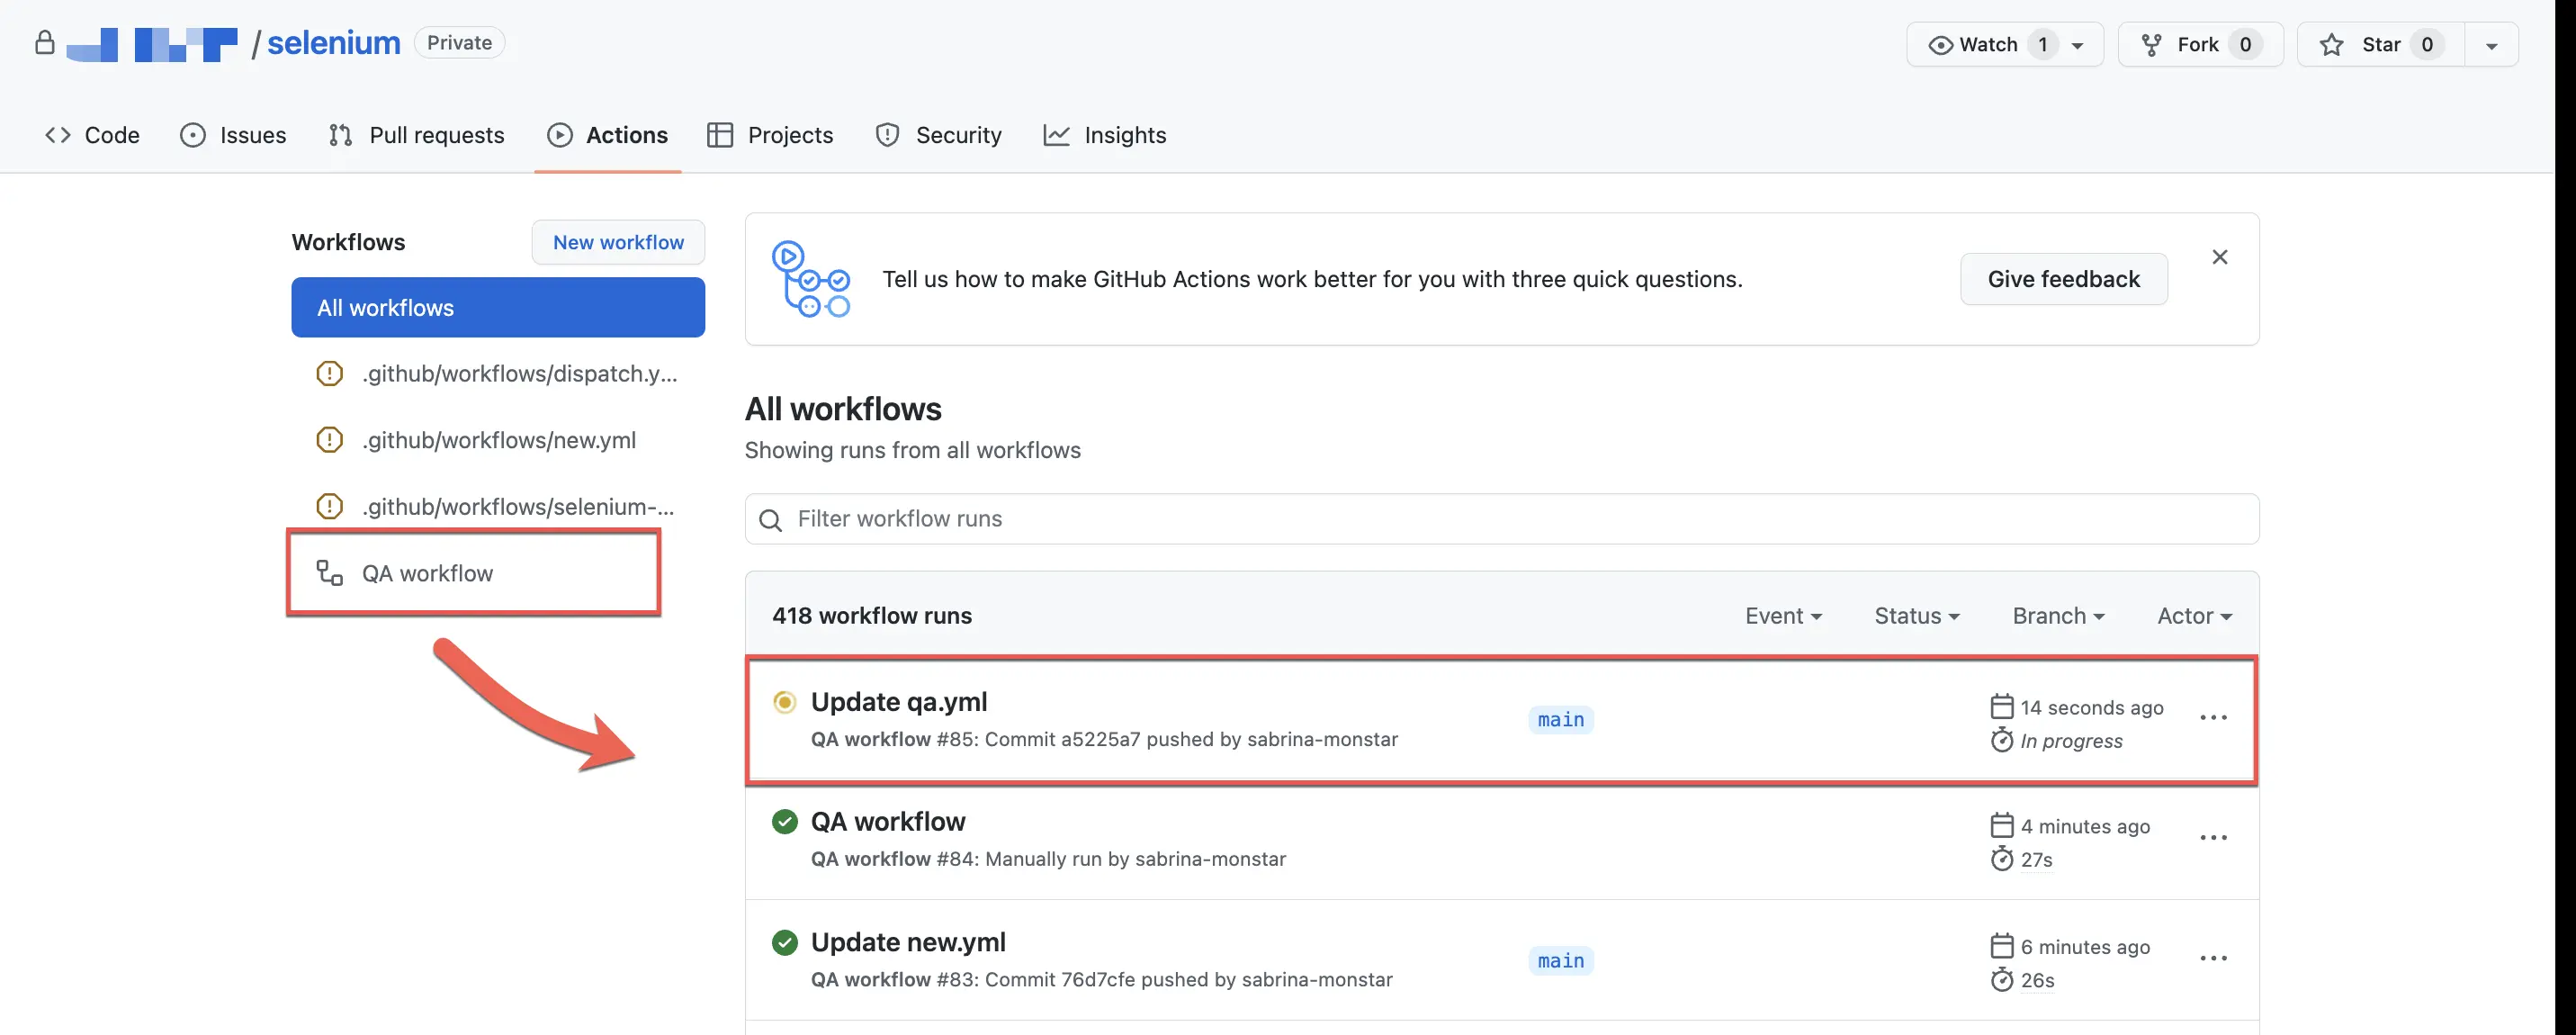 / selenium Private
Watch 1 Fork 0 Star 0
Code Issues Pull requests Actions Projects Security Insights
Workflows
New workflow
All workflows
.github/workflows/dispatch.y...
.github/workflows/new.yml
.github/workflows/selenium-...
QA workflow
Tell us how to make GitHub Actions work better for you with three quick questions.
Give feedback
All workflows
Showing runs from all workflows
Filter workflow runs
418 workflow runs
Event Status Branch Actor
Update qa.yml
QA workflow #85: Commit a5225a7 pushed by sabrina-monstar
main
14 seconds ago
In progress
QA workflow
QA workflow #84: Manually run by sabrina-monstar
4 minutes ago
27s
Update new.yml
QA workflow #83: Commit 76d7cfe pushed by sabrina-monstar
main
6 minutes ago
26s